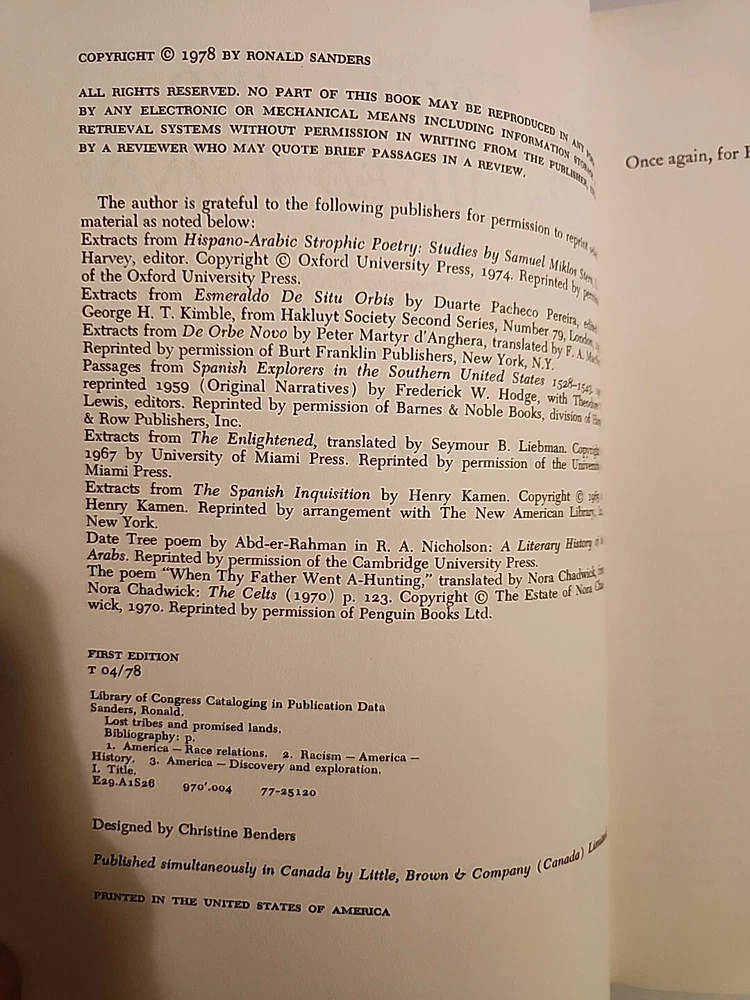 COPYRIGHT © 1978 BY RONALD SANDERS
ALL RIGHTS RESERVED. NO PART OF THIS BOOK MAY BE REPRODUCED IN ANY
BY ANY ELECTRONIC OR MECHANICAL MEANS INCLUDING INFORMATION
RETRIEVAL SYSTEMS WITHOUT PERMISSION IN WRITING FROM THE PUBLISHER,
BY A REVIEWER WHO MAY QUOTE BRIEF PASSAGES IN A REVIEW.
The author is grateful to the following publishers for permission to reprint
material as noted below:
Extracts from Hispano-Arabic Strophic Poetry: Studies by Samuel Miklos Stern,
Harvey, editor. Copyright © Oxford University Press, 1974. Reprinted by
of the Oxford University Press.
Extracts from Esmeraldo De Situ Orbis by Duarte Pacheco Pereira,
George H. T. Kimble, from Hakluyt Society Second Series, Number 79, London,
Extracts from De Orbe Novo by Peter Martyr d'Anghera, translated by F. A.
Reprinted by permission of Burt Franklin Publishers, New York, N.Y.
Passages from Spanish Explorers in the Southern United States 1528–1543,
reprinted 1959 (Original Narratives) by Frederick W. Hodge, with
Lewis, editors. Reprinted by permission of Barnes & Noble Books, division of
& Row Publishers, Inc.
Extracts from The Enlightened, translated by Seymour B. Liebman.
1967 by University of Miami Press. Reprinted by permission of the
Miami Press.
Extracts from The Spanish Inquisition by Henry Kamen. Copyright ©
Henry Kamen. Reprinted by arrangement with The New American Library,
New York.
Date Tree poem by Abd-er-Rahman in R. A. Nicholson: A Literary History
Arabs. Reprinted by permission of the Cambridge University Press.
The poem "When Thy Father Went A-Hunting," translated by Nora Chadwick,
Nora Chadwick: The Celts (1970) p. 123. Copyright © The Estate of Nora
wick, 1970. Reprinted by permission of Penguin Books Ltd.
FIRST EDITION
T 04/78
Library of Congress Cataloging in Publication Data
Sanders, Ronald.
Lost tribes and promised lands.
Bibliography: p.
1. America — Race relations. 2. Racism — America —
History. 3. America — Discovery and exploration.
I. Title.
E29.A1S26 970'.004 77-25120
Designed by Christine Benders
Published simultaneously in Canada by Little, Brown & Company (Canada)
PRINTED IN THE UNITED STATES OF AMERICA
Once again, for